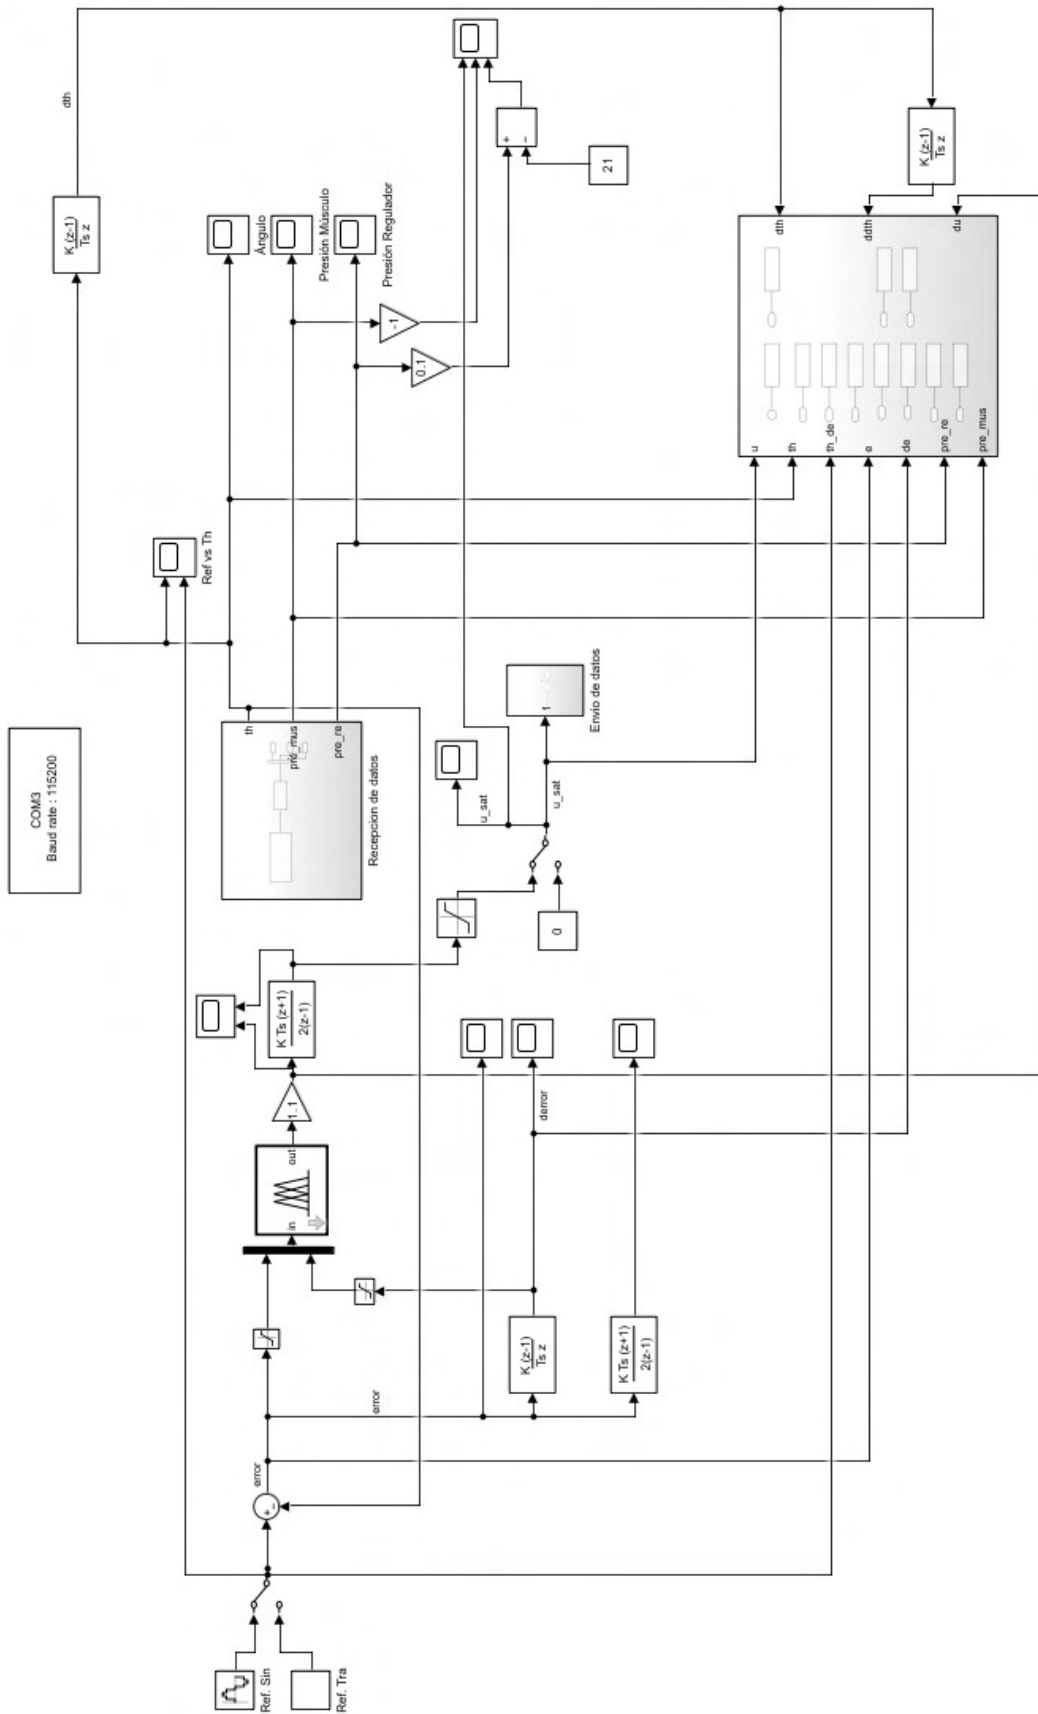 COM3
Baud rate : 115200
Ref. Sin
Ref. Tra
+
−
error
error
K (z-1)
Ts z
K Ts (z+1)
2(z-1)
derror
in
out
1.1
K Ts (z+1)
2(z-1)
0
u_sat
u_sat
1
Envio de datos
th
pre_mus
pre_re
Recepcion de datos
Ref vs Th
K (z-1)
Ts z
dth
Ángulo
Presión Músculo
Presión Regulador
-1
0.1
+
−
21
u
th
th_de
e
de
pre_re
pre_mus
dth
ddth
du
K (z-1)
Ts z